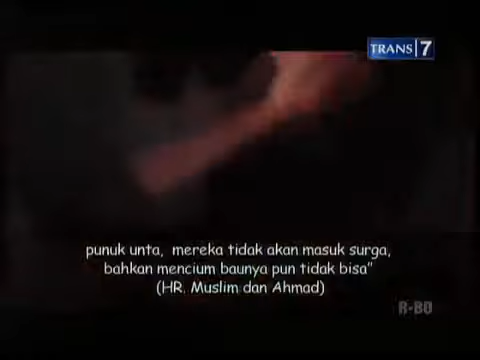 TRANS 7
punuk unta, mereka tidak akan masuk surga,
bahkan mencium baunya pun tidak bisa"
(HR. Muslim dan Ahmad)
R-BO